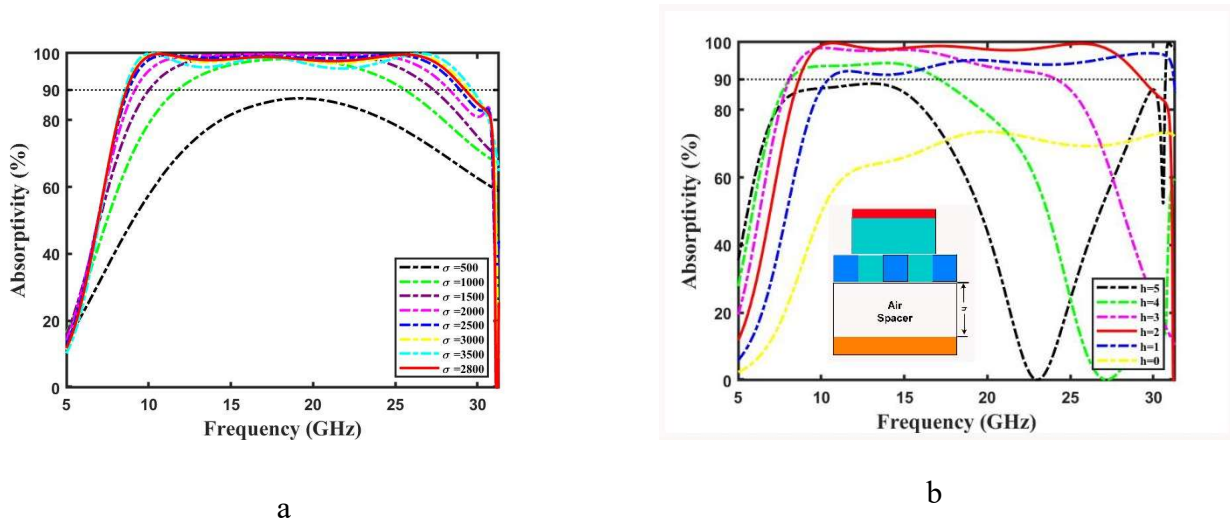 100
90
80
60
40
20
0
5
10
15
20
25
30
Absorptivity (%)
Frequency (GHz)
σ =500
σ =1000
σ =1500
σ =2000
σ =2500
σ =3000
σ =3500
σ =2800
a
100
90
80
60
40
20
0
5
10
15
20
25
30
Absorptivity (%)
Frequency (GHz)
Air
Spacer
h=5
h=4
h=3
h=2
h=1
h=0
b